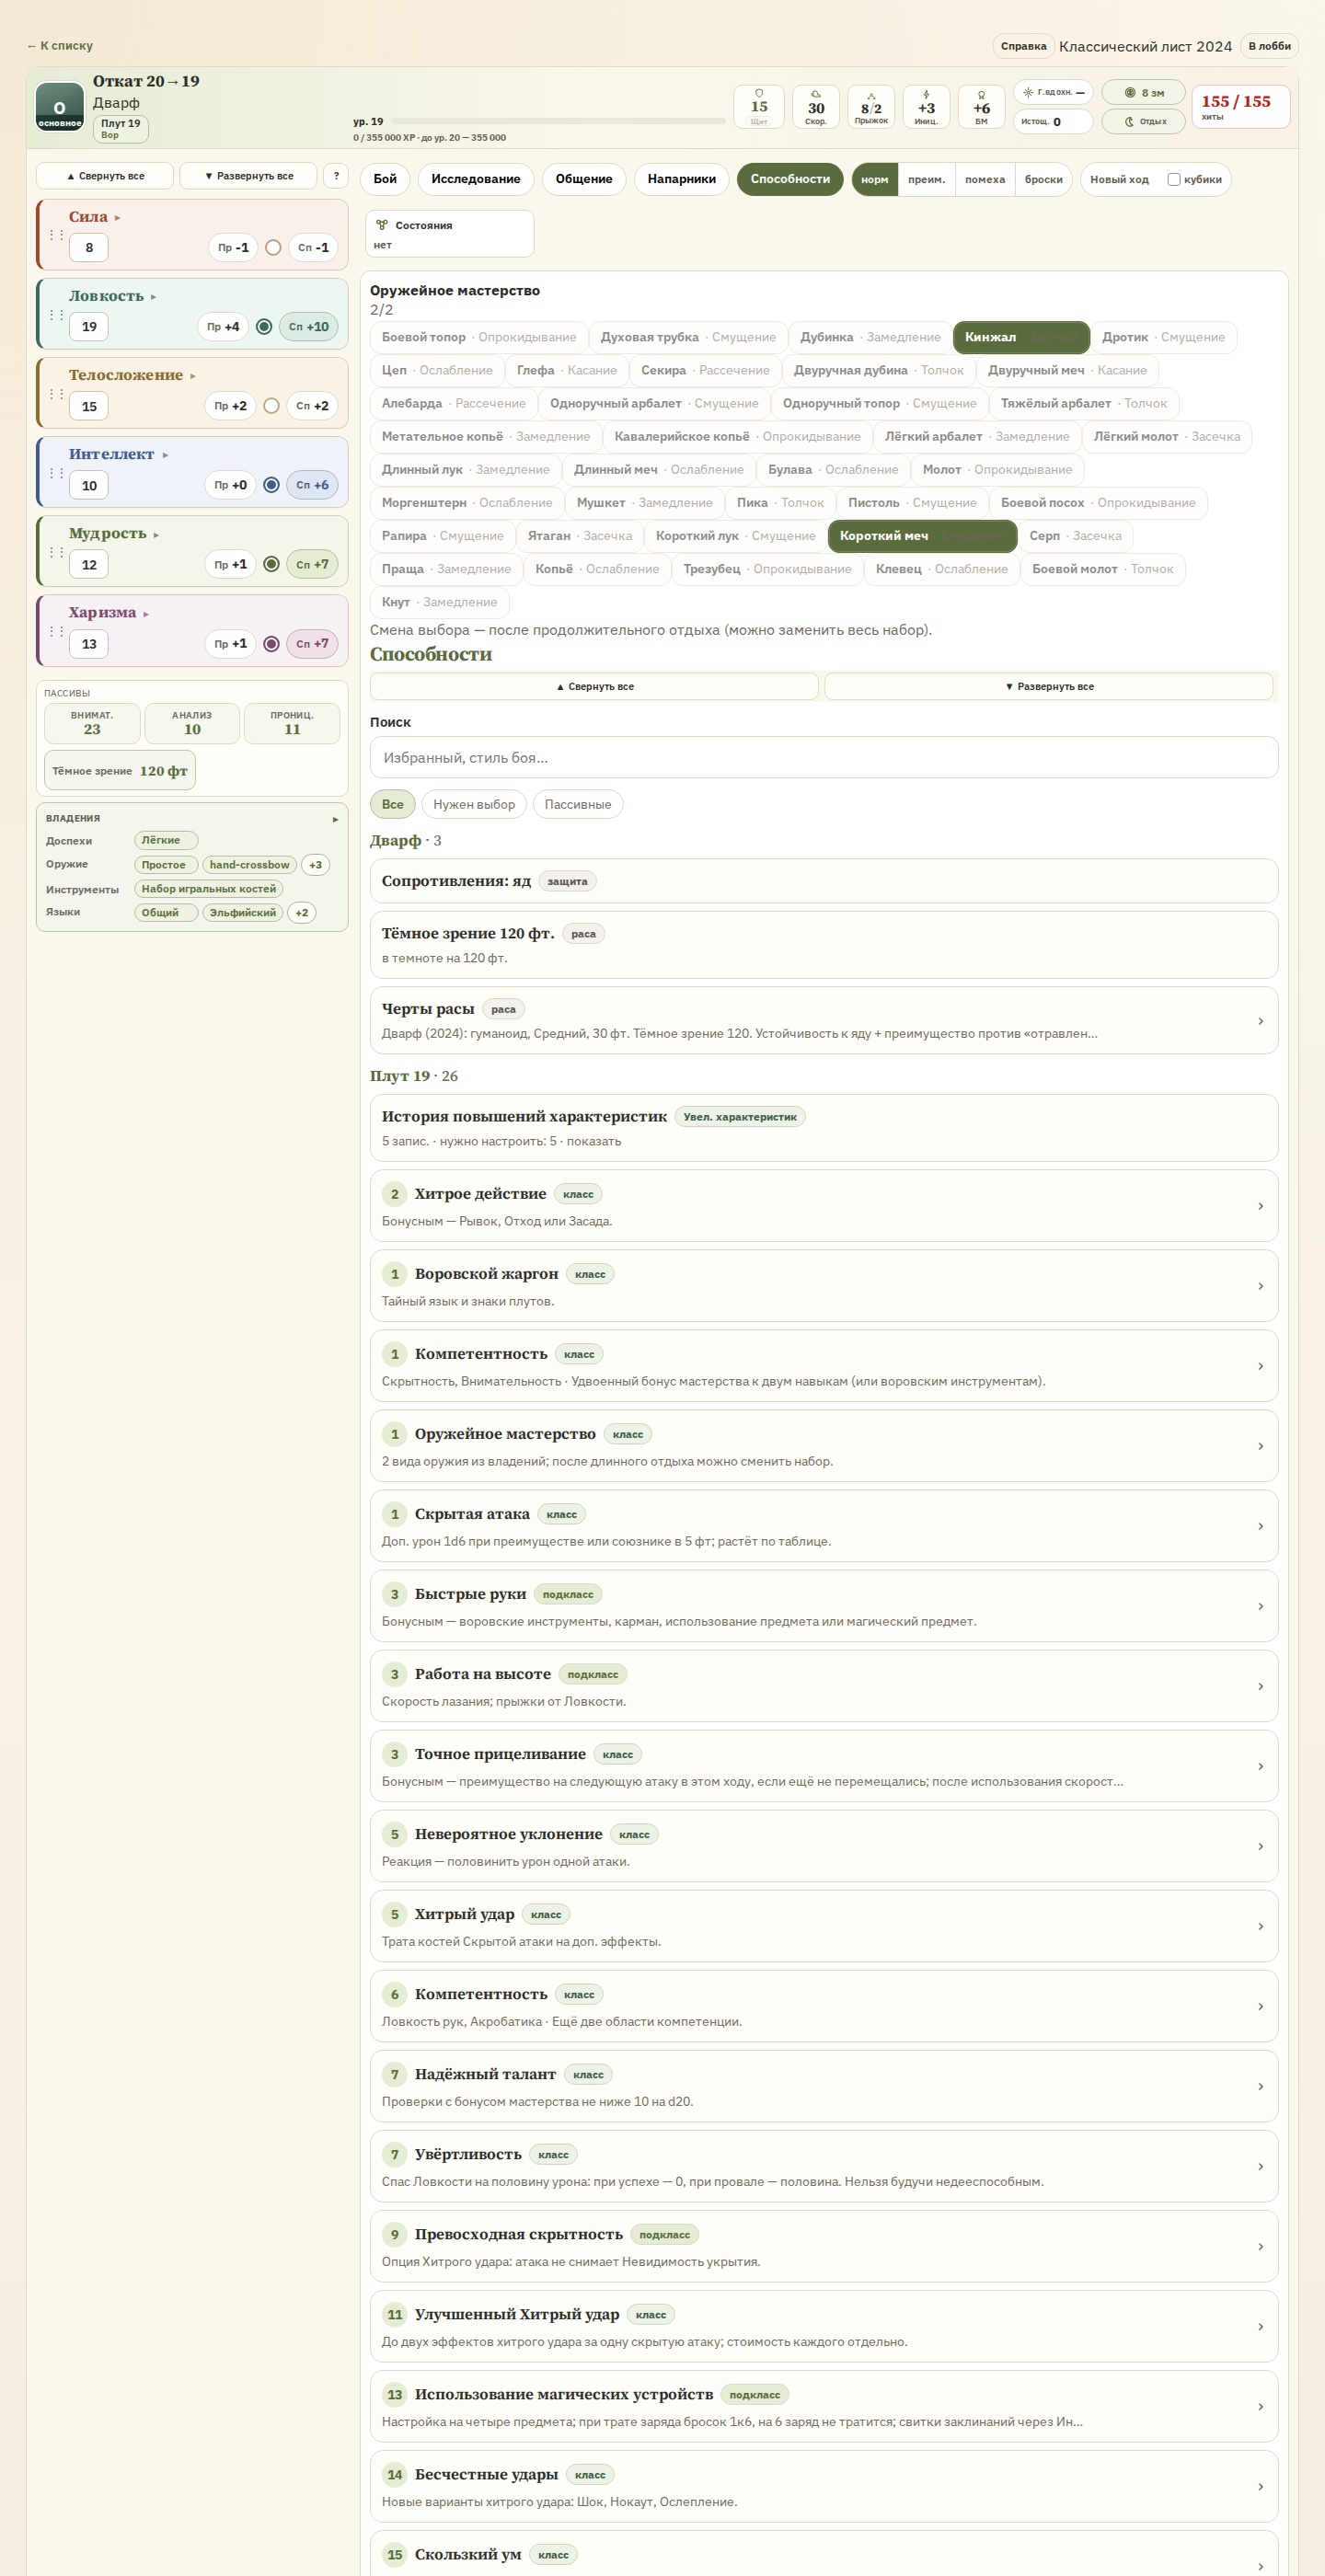 ← К списку
Справка Классический лист 2024 В лобби
О
основное
Откат 20→19
Дварф
Плут 19
Вор
ур. 19
0 / 355 000 XP · до ур. 20 — 355 000
15
Щит
30
Скор.
8/2
Прыжок
+3
Иниц.
+6
БМ
Г.вдохн. —
Истощ. 0
8 зм
Отдых
155 / 155
хиты
▲ Свернуть все ▼ Развернуть все ?
Сила ▸
8 Пр -1 Сп -1
Ловкость ▸
19 Пр +4 Сп +10
Телосложение ▸
15 Пр +2 Сп +2
Интеллект ▸
10 Пр +0 Сп +6
Мудрость ▸
12 Пр +1 Сп +7
Харизма ▸
13 Пр +1 Сп +7
ПАССИВЫ
ВНИМАТ. АНАЛИЗ ПРОНИЦ.
23 10 11
Тёмное зрение 120 фт
ВЛАДЕНИЯ ▸
Доспехи Лёгкие
Оружие Простое hand-crossbow +3
Инструменты Набор игральных костей
Языки Общий Эльфийский +2
Бой Исследование Общение Напарники Способности норм преим. помеха броски Новый ход кубики
Состояния
нет
Оружейное мастерство
2/2
Боевой топор · Опрокидывание Духовая трубка · Смущение Дубинка · Замедление Кинжал Дротик · Смущение
Цеп · Ослабление Глефа · Касание Секира · Рассечение Двуручная дубина · Толчок Двуручный меч · Касание
Алебарда · Рассечение Одноручный арбалет · Смущение Одноручный топор · Смущение Тяжёлый арбалет · Толчок
Метательное копьё · Замедление Кавалерийское копьё · Опрокидывание Лёгкий арбалет · Замедление Лёгкий молот · Засечка
Длинный лук · Замедление Длинный меч · Ослабление Булава · Ослабление Молот · Опрокидывание
Моргенштерн · Ослабление Мушкет · Замедление Пика · Толчок Пистоль · Смущение Боевой посох · Опрокидывание
Рапира · Смущение Ятаган · Засечка Короткий лук · Смущение Короткий меч Серп · Засечка
Праща · Замедление Копьё · Ослабление Трезубец · Опрокидывание Клевец · Ослабление Боевой молот · Толчок
Кнут · Замедление
Смена выбора — после продолжительного отдыха (можно заменить весь набор).
Способности
▲ Свернуть все ▼ Развернуть все
Поиск
Избранный, стиль боя...
Все Нужен выбор Пассивные
Дварф · 3
Сопротивления: яд защита
Тёмное зрение 120 фт. раса
в темноте на 120 фт.
Черты расы раса
Дварф (2024): гуманоид, Средний, 30 фт. Тёмное зрение 120. Устойчивость к яду + преимущество против «отравлен...
Плут 19 · 26
История повышений характеристик Увел. характеристик
5 запис. · нужно настроить: 5 · показать
2 Хитрое действие класс
Бонусным — Рывок, Отход или Засада.
1 Воровской жаргон класс
Тайный язык и знаки плутов.
1 Компетентность класс
Скрытность, Внимательность · Удвоенный бонус мастерства к двум навыкам (или воровским инструментам).
1 Оружейное мастерство класс
2 вида оружия из владений; после длинного отдыха можно сменить набор.
1 Скрытая атака класс
Доп. урон 1d6 при преимуществе или союзнике в 5 фт; растёт по таблице.
3 Быстрые руки подкласс
Бонусным — воровские инструменты, карман, использование предмета или магический предмет.
3 Работа на высоте подкласс
Скорость лазания; прыжки от Ловкости.
3 Точное прицеливание класс
Бонусным — преимущество на следующую атаку в этом ходу, если ещё не перемещались; после использования скорост...
5 Невероятное уклонение класс
Реакция — половинить урон одной атаки.
5 Хитрый удар класс
Трата костей Скрытой атаки на доп. эффекты.
6 Компетентность класс
Ловкость рук, Акробатика · Ещё две области компетенции.
7 Надёжный талант класс
Проверки с бонусом мастерства не ниже 10 на d20.
7 Увёртливость класс
Спас Ловкости на половину урона: при успехе — 0, при провале — половина. Нельзя будучи недееспособным.
9 Превосходная скрытность подкласс
Опция Хитрого удара: атака не снимает Невидимость укрытия.
11 Улучшенный Хитрый удар класс
До двух эффектов хитрого удара за одну скрытую атаку; стоимость каждого отдельно.
13 Использование магических устройств подкласс
Настройка на четыре предмета; при трате заряда бросок 1к6, на 6 заряд не тратится; свитки заклинаний через Ин...
14 Бесчестные удары класс
Новые варианты хитрого удара: Шок, Нокаут, Ослепление.
15 Скользкий ум класс